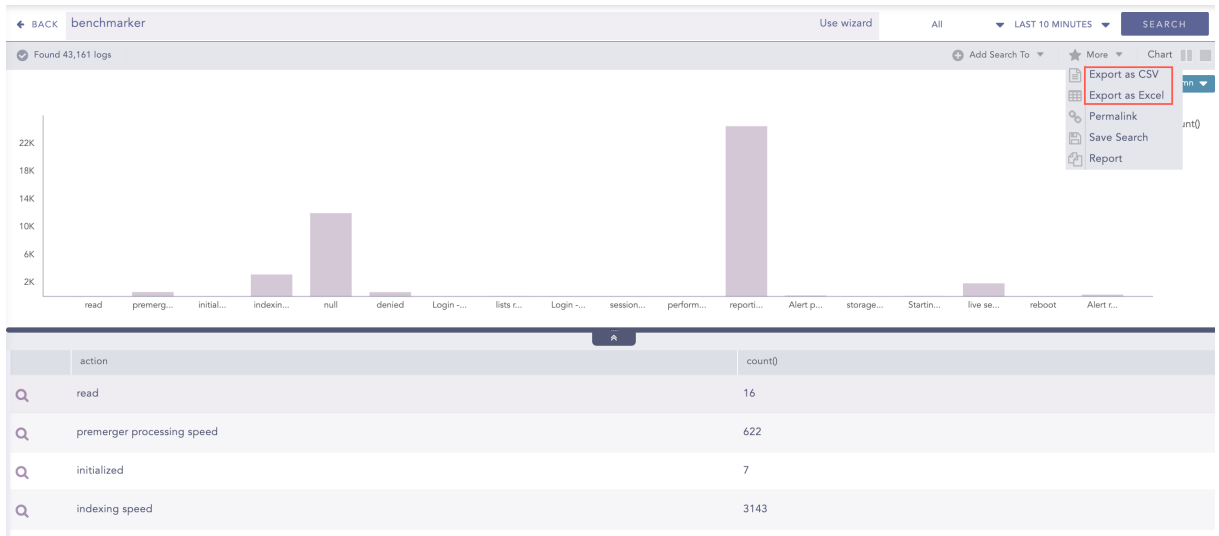 BACK benchmarker Use wizard All LAST 10 MINUTES SEARCH
Found 43,161 logs Add Search To More Chart
Export as CSV
mn
Export as Excel
Permalink
unt()
Save Search
Report
22K
18K
14K
10K
6K
2K
read premerg... initial... indexin... null denied Login -... lists r... Login -... session... perform... reporti... Alert p... storage... Startin... live se... reboot Alert r...
action count()
read 16
premerger processing speed 622
initialized 7
indexing speed 3143